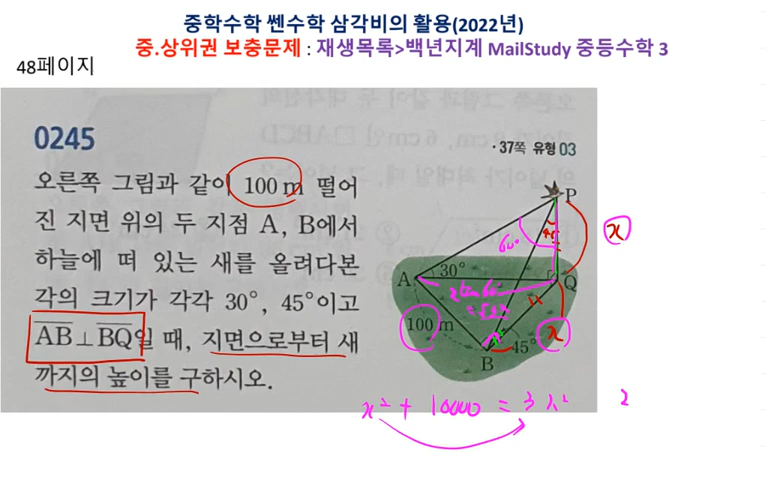 중학수학 쎈수학 삼각비의 활용(2022년)
중.상위권 보충문제 : 재생목록>백년지계 MailStudy 중등수학 3
48페이지
0245
· 37쪽 유형 03
오른쪽 그림과 같이 100 m 떨어
진 지면 위의 두 지점 A, B에서
하늘에 떠 있는 새를 올려다본
각의 크기가 각각 30°, 45°이고
AB⊥BQ일 때, 지면으로부터 새
까지의 높이를 구하시오.
P
60°
x
A
30°
Q
x tan 60
= √3x
100 m
x
45°
B
x² + 10000 = 3x² 2